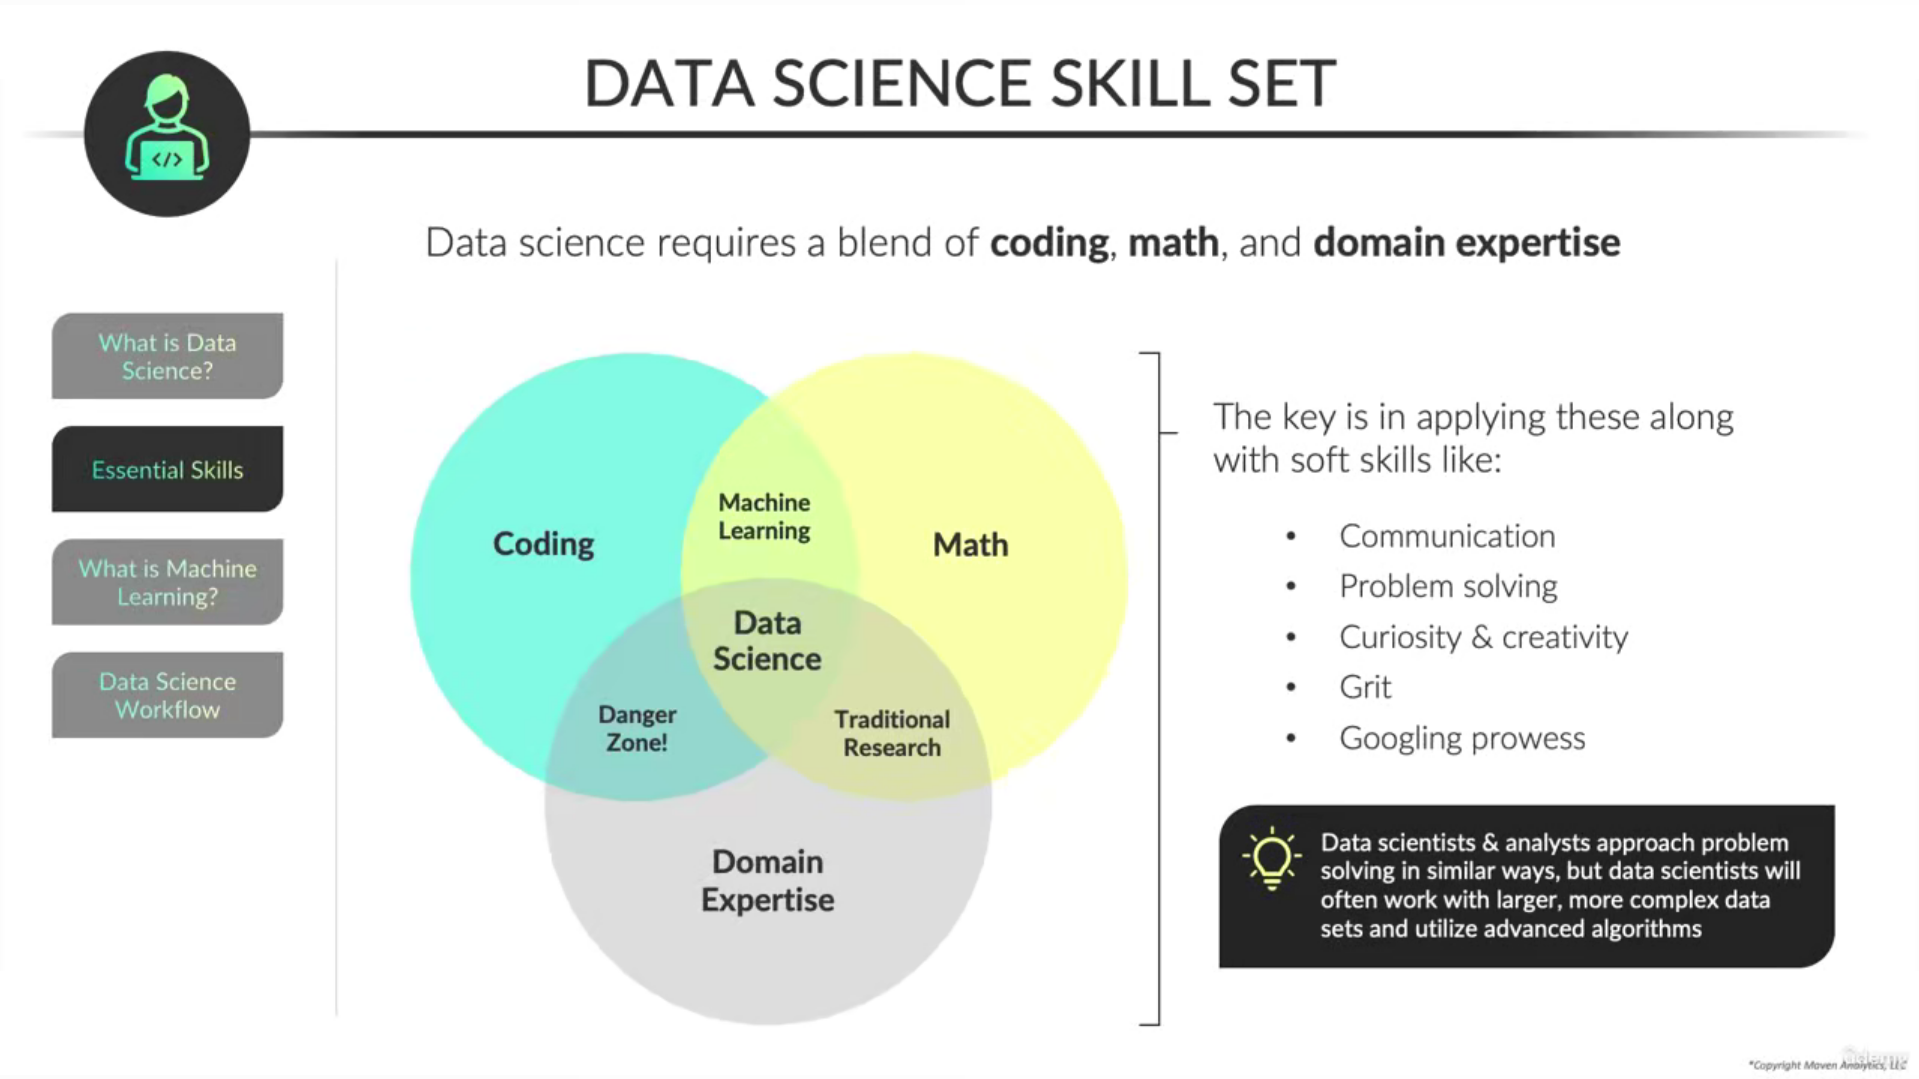 DATA SCIENCE SKILL SET
</>
Data science requires a blend of coding, math, and domain expertise
What is Data
Science?
Essential Skills
What is Machine
Learning?
Data Science
Workflow
Coding
Machine
Learning
Math
Data
Science
Danger
Zone!
Traditional
Research
Domain
Expertise
The key is in applying these along
with soft skills like:
• Communication
• Problem solving
• Curiosity & creativity
• Grit
• Googling prowess
Data scientists & analysts approach problem
solving in similar ways, but data scientists will
often work with larger, more complex data
sets and utilize advanced algorithms
*Copyright Maven Analytics, LLC
udemy